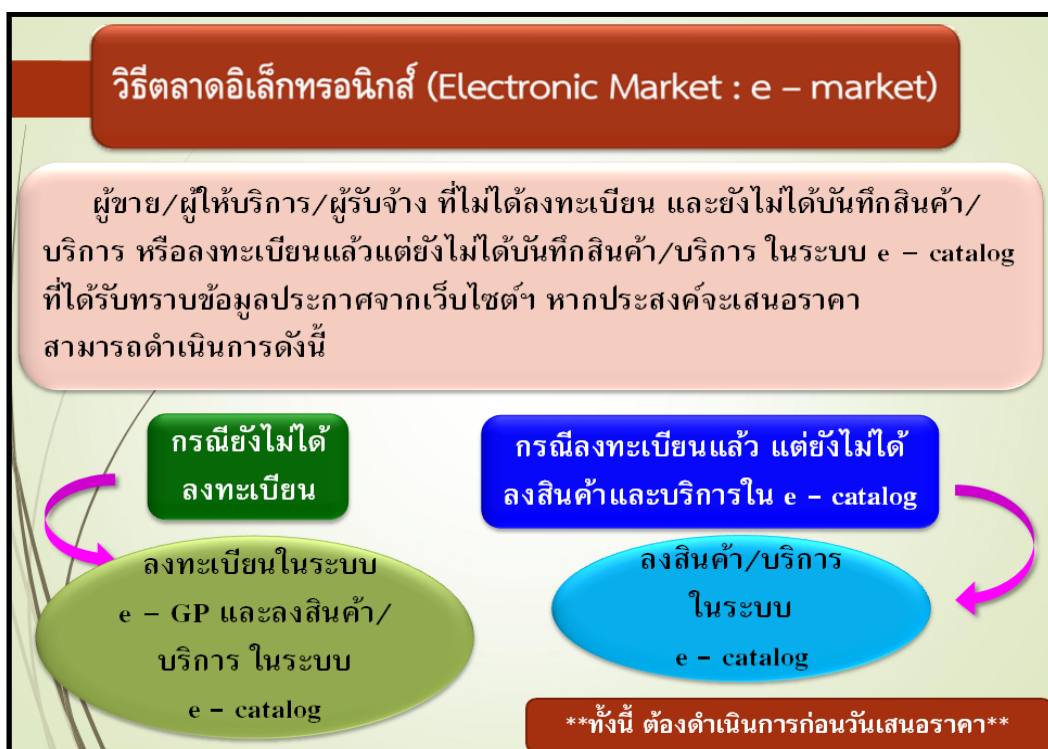 วิธีตลาดอิเล็กทรอนิกส์ (Electronic Market : e – market)
ผู้ขาย/ผู้ให้บริการ/ผู้รับจ้าง ที่ไม่ได้ลงทะเบียน และยังไม่ได้บันทึกสินค้า/
บริการ หรือลงทะเบียนแล้วแต่ยังไม่ได้บันทึกสินค้า/บริการ ในระบบ e – catalog
ที่ได้รับทราบข้อมูลประกาศจากเว็บไซต์ฯ หากประสงค์จะเสนอราคา
สามารถดำเนินการดังนี้
กรณียังไม่ได้
ลงทะเบียน
ลงทะเบียนในระบบ
e – GP และลงสินค้า/
บริการ ในระบบ
e – catalog
กรณีลงทะเบียนแล้ว แต่ยังไม่ได้
ลงสินค้าและบริการใน e – catalog
ลงสินค้า/บริการ
ในระบบ
e – catalog
**ทั้งนี้ ต้องดำเนินการก่อนวันเสนอราคา**